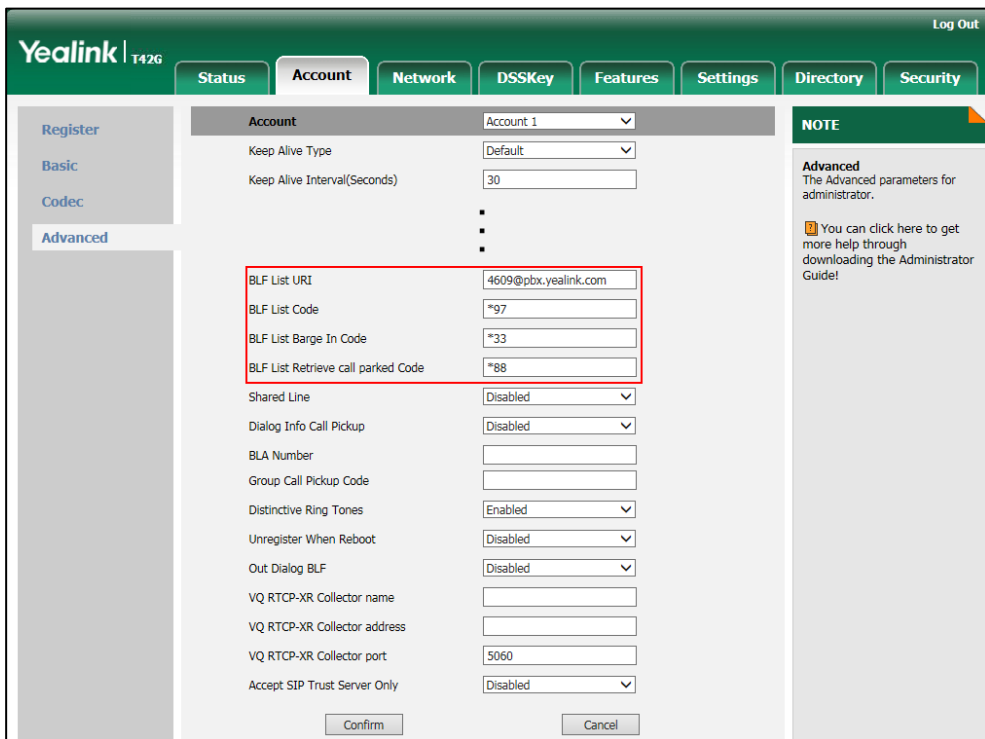 Log Out
Yealink T42G
Status Account Network DSSKey Features Settings Directory Security
Register
Basic
Codec
Advanced
Account Account 1
Keep Alive Type Default
Keep Alive Interval(Seconds) 30
BLF List URI 4609@pbx.yealink.com
BLF List Code *97
BLF List Barge In Code *33
BLF List Retrieve call parked Code *88
Shared Line Disabled
Dialog Info Call Pickup Disabled
BLA Number
Group Call Pickup Code
Distinctive Ring Tones Enabled
Unregister When Reboot Disabled
Out Dialog BLF Disabled
VQ RTCP-XR Collector name
VQ RTCP-XR Collector address
VQ RTCP-XR Collector port 5060
Accept SIP Trust Server Only Disabled
Confirm Cancel
NOTE
Advanced
The Advanced parameters for
administrator.
? You can click here to get
more help through
downloading the Administrator
Guide!